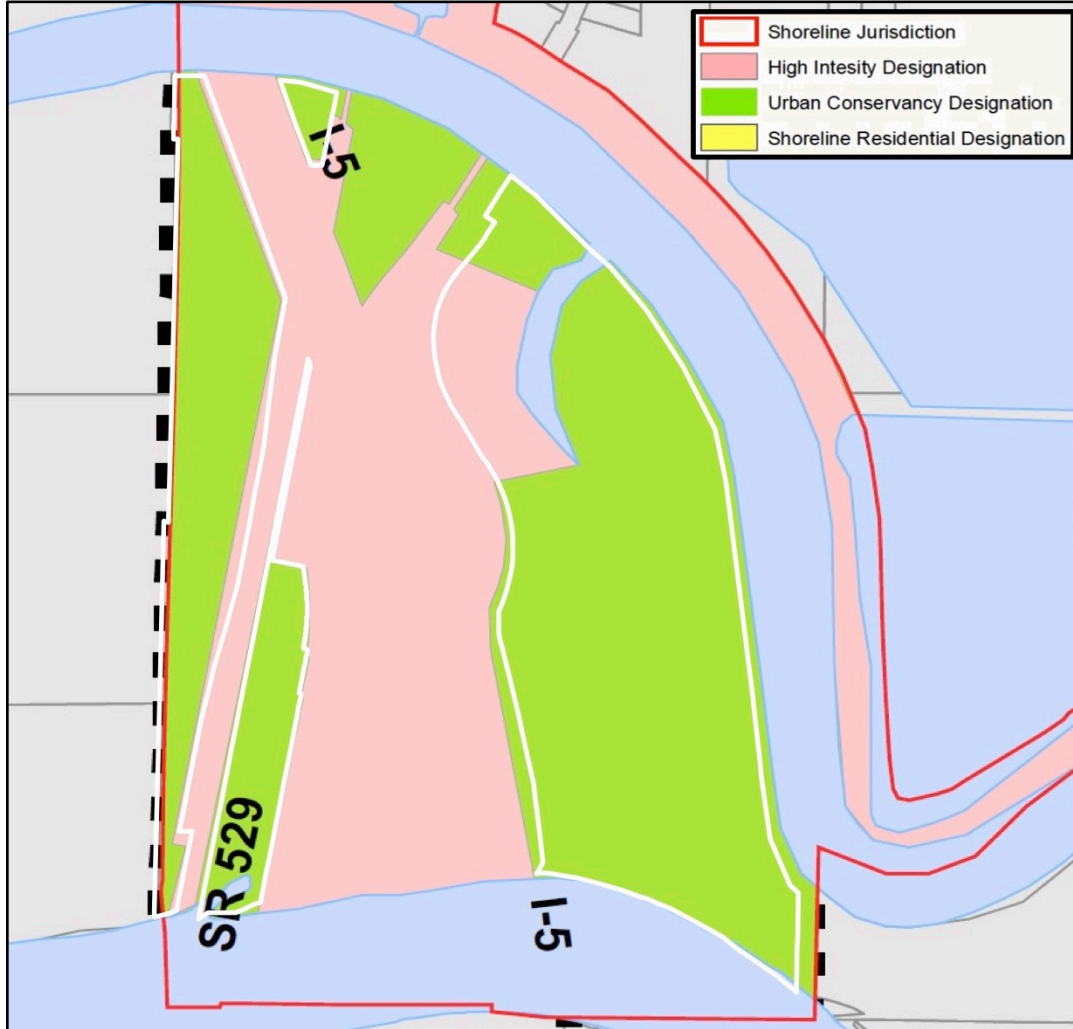 Shoreline Jurisdiction
High Intesity Designation
Urban Conservancy Designation
Shoreline Residential Designation
I-5
SR 529
I-5